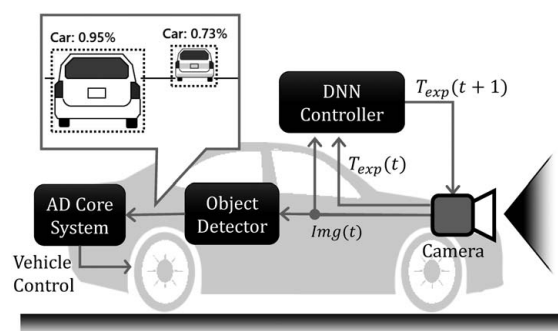 Car: 0.95%
Car: 0.73%
DNN
Controller
T_exp(t + 1)
T_exp(t)
AD Core
System
Object
Detector
Img(t)
Camera
Vehicle
Control